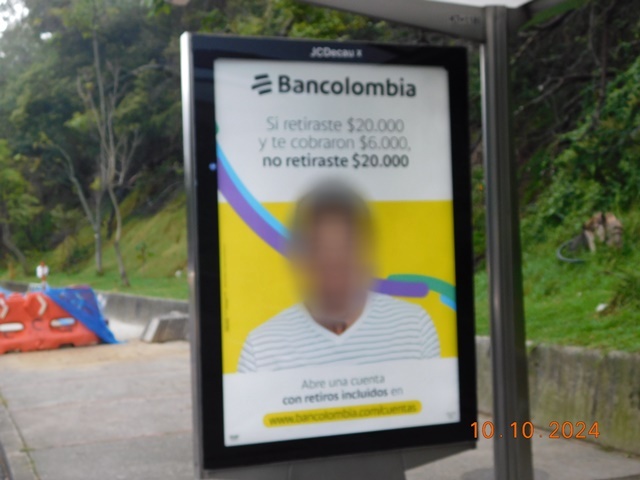 JCDecaux
Bancolombia
Si retiraste $20.000
y te cobraron $6.000,
no retiraste $20.000
Abre una cuenta
con retiros incluidos en
www.bancolombia.com/cuentas
10.10.2024